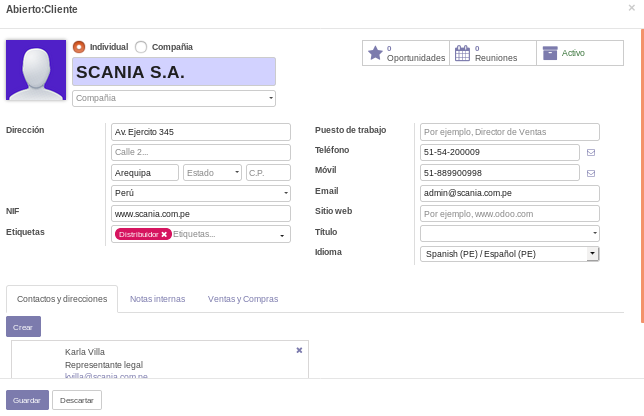 Abierto:Cliente
×
Individual
Compañía
0
Oportunidades
0
Reuniones
Activo
SCANIA S.A.
Compañía
Dirección
Av. Ejercito 345
Calle 2...
Arequipa
Estado
C.P.
Perú
NIF
www.scania.com.pe
Etiquetas
Distribuidor ✖
Etiquetas...
Puesto de trabajo
Por ejemplo, Director de Ventas
Teléfono
51-54-200009
Móvil
51-889900998
Email
admin@scania.com.pe
Sitio web
Por ejemplo, www.odoo.com
Título
Idioma
Spanish (PE) / Español (PE)
Contactos y direcciones
Notas internas
Ventas y Compras
Crear
Karla Villa
✖
Representante legal
kvilla@scania.com.pe
Guardar
Descartar